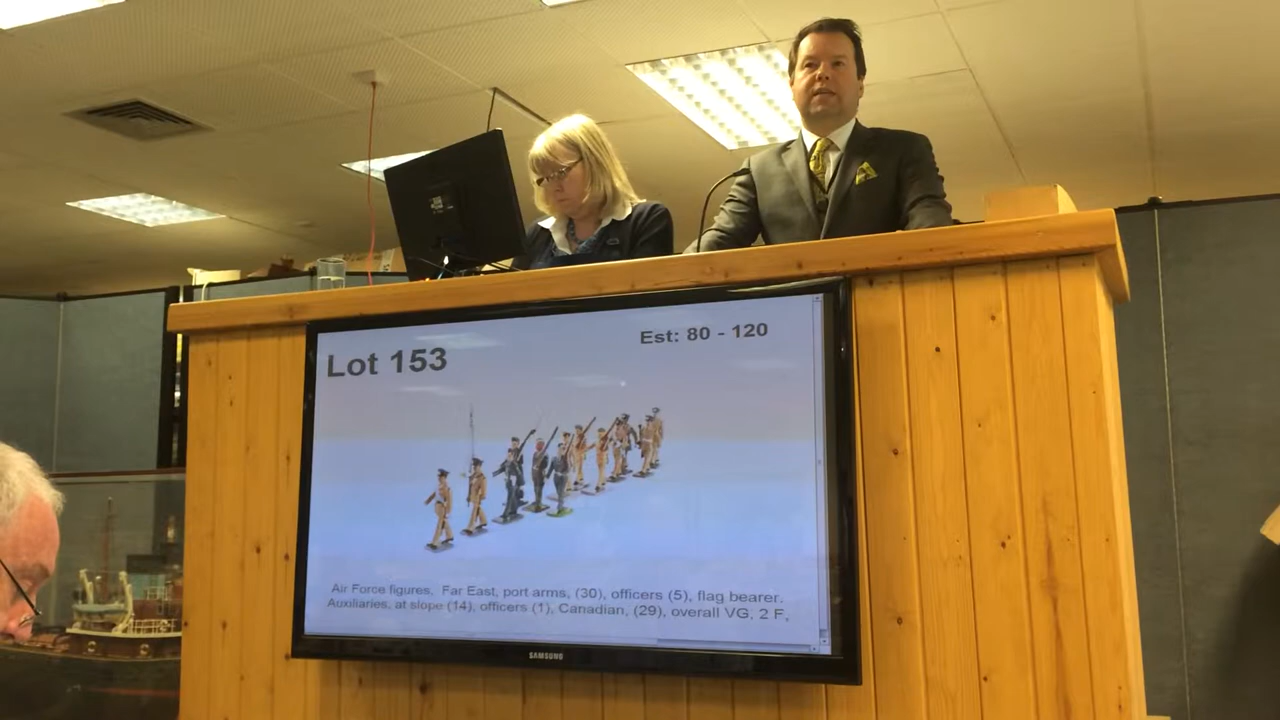 Est: 80 - 120
Lot 153
Air Force figures, Far East, port arms, (30), officers (5), flag bearer.
Auxiliaries, at slope (14), officers (1), Canadian, (29), overall VG, 2 F,
SAMSUNG